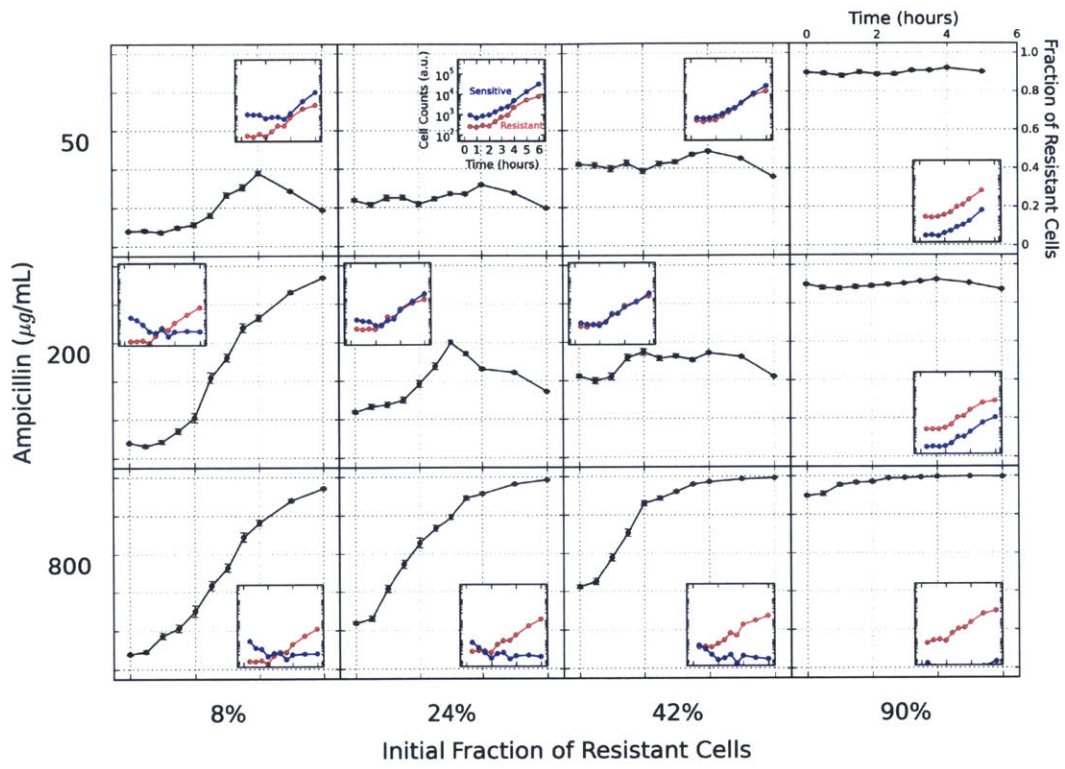 Time (hours)
0 2 4 6
1.0
0.8
0.6
0.4
0.2
0
Fraction of Resistant Cells
Cell Counts (a.u.)
10^5
10^4
10^3
10^2
Sensitive
Resistant
0 1 2 3 4 5 6
Time (hours)
50
200
800
Ampicillin (μg/mL)
8% 24% 42% 90%
Initial Fraction of Resistant Cells